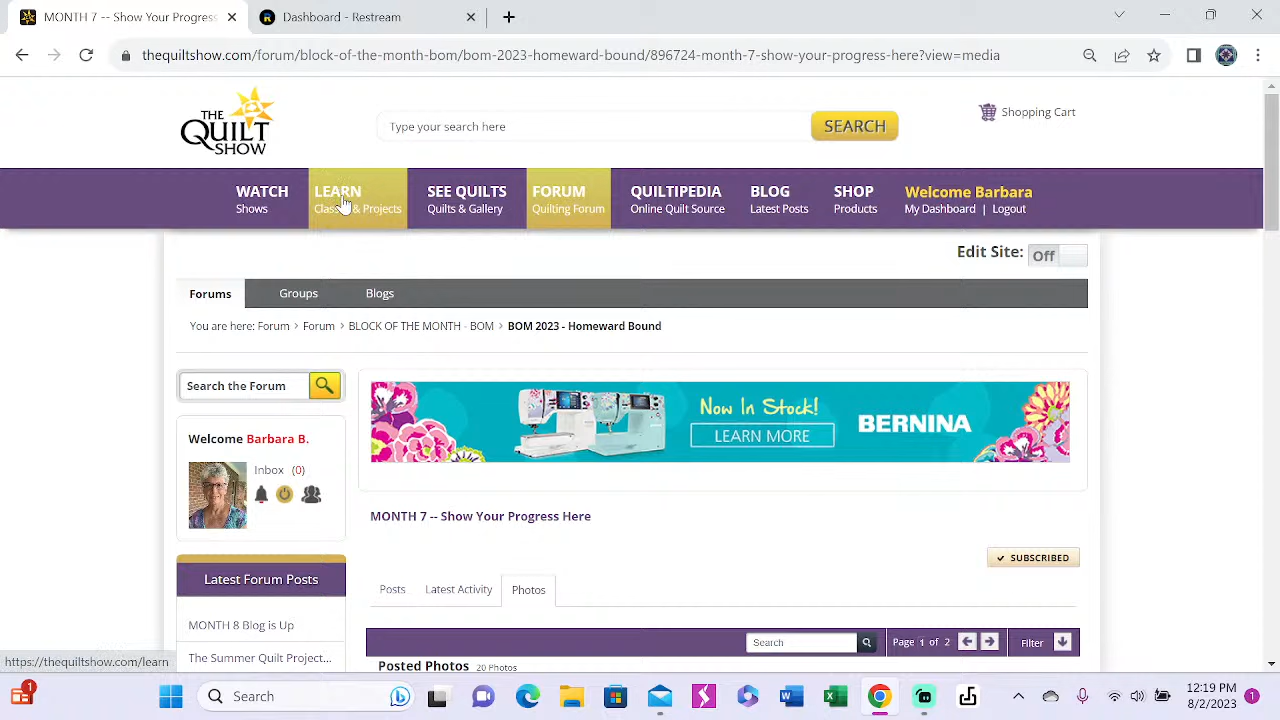 MONTH 7 -- Show Your Progress
Dashboard - Restream
thequiltshow.com/forum/block-of-the-month-bom/bom-2023-homeward-bound/896724-month-7-show-your-progress-here?view=media
THE QUILT SHOW
Type your search here
SEARCH
Shopping Cart
WATCH LEARN SEE QUILTS FORUM QUILTIPEDIA BLOG SHOP Welcome Barbara
Shows Classes & Projects Quilts & Gallery Quilting Forum Online Quilt Source Latest Posts Products My Dashboard | Logout
Edit Site: Off
Forums Groups Blogs
You are here: Forum > Forum > BLOCK OF THE MONTH - BOM > BOM 2023 - Homeward Bound
Search the Forum
Now In Stock!
LEARN MORE
BERNINA
Welcome Barbara B.
Inbox (0)
MONTH 7 -- Show Your Progress Here
✓ SUBSCRIBED
Latest Forum Posts
Posts Latest Activity Photos
MONTH 8 Blog is Up
Search Page 1 of 2 Filter
The Summer Quilt Project...
Posted Photos 20 Photos
https://thequiltshow.com/learn
1 Search 12:19 PM
8/2/2023 1